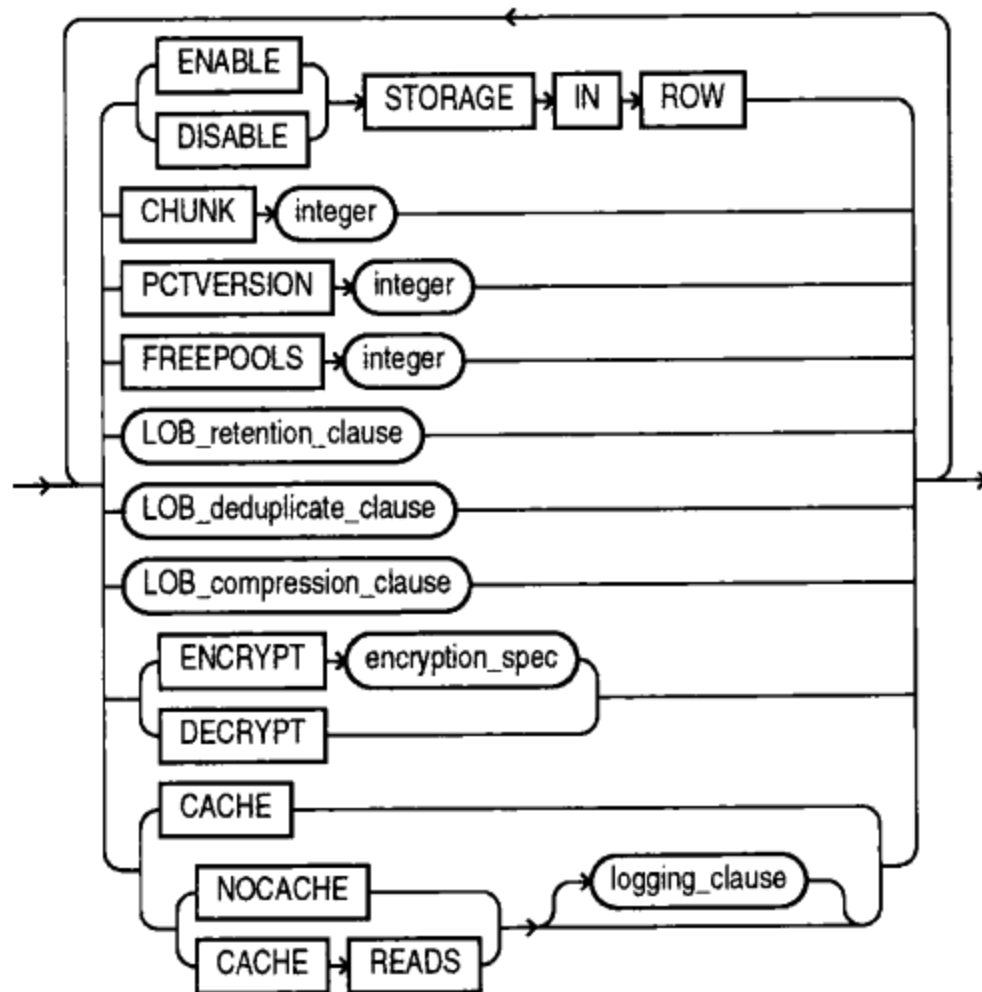 ENABLE
DISABLE
STORAGE IN ROW
CHUNK integer
PCTVERSION integer
FREEPOOLS integer
LOB_retention_clause
LOB_deduplicate_clause
LOB_compression_clause
ENCRYPT encryption_spec
DECRYPT
CACHE
NOCACHE
logging_clause
CACHE READS